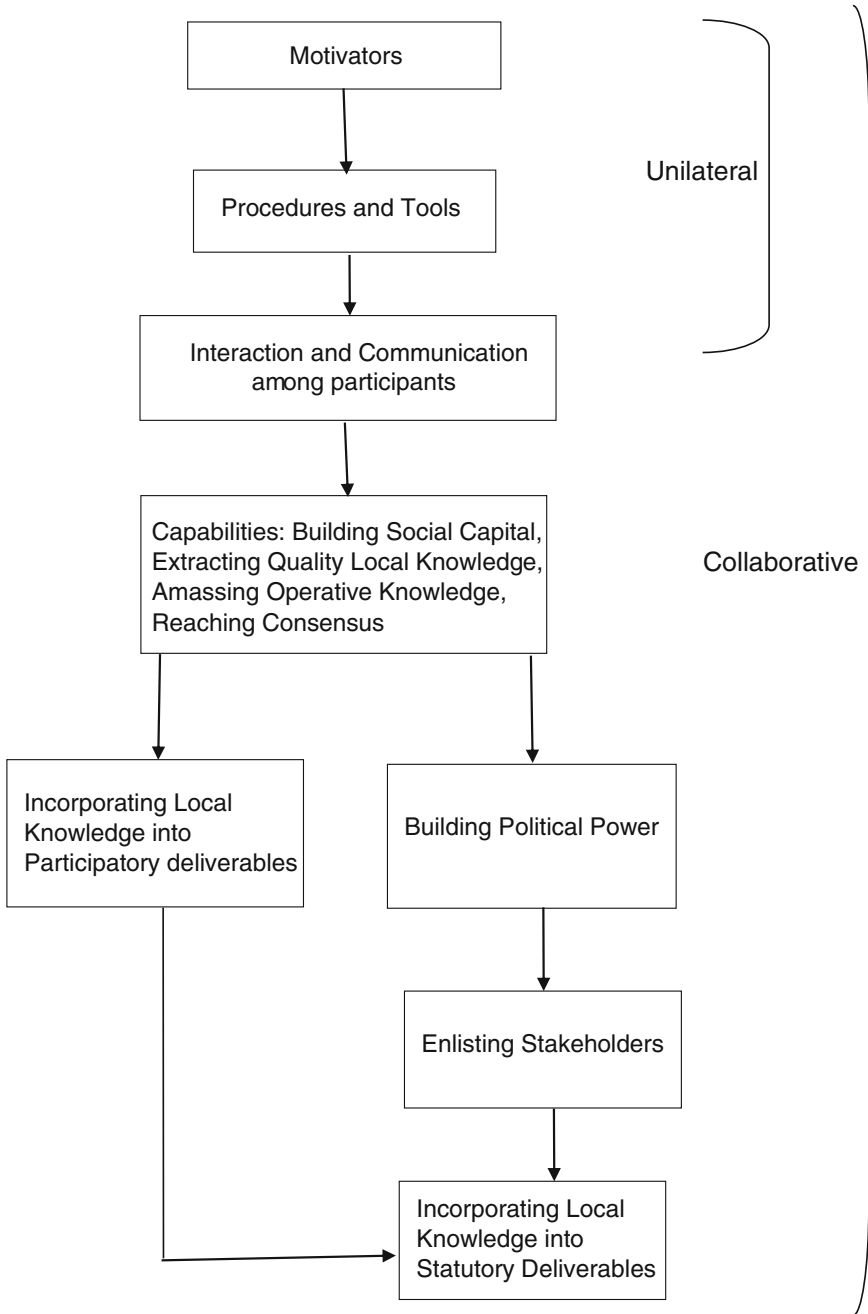 Motivators
Unilateral
Procedures and Tools
Interaction and Communication
among participants
Capabilities: Building Social Capital,
Extracting Quality Local Knowledge,
Amassing Operative Knowledge,
Reaching Consensus
Collaborative
Incorporating Local
Knowledge into
Participatory deliverables
Building Political Power
Enlisting Stakeholders
Incorporating Local
Knowledge into
Statutory Deliverables